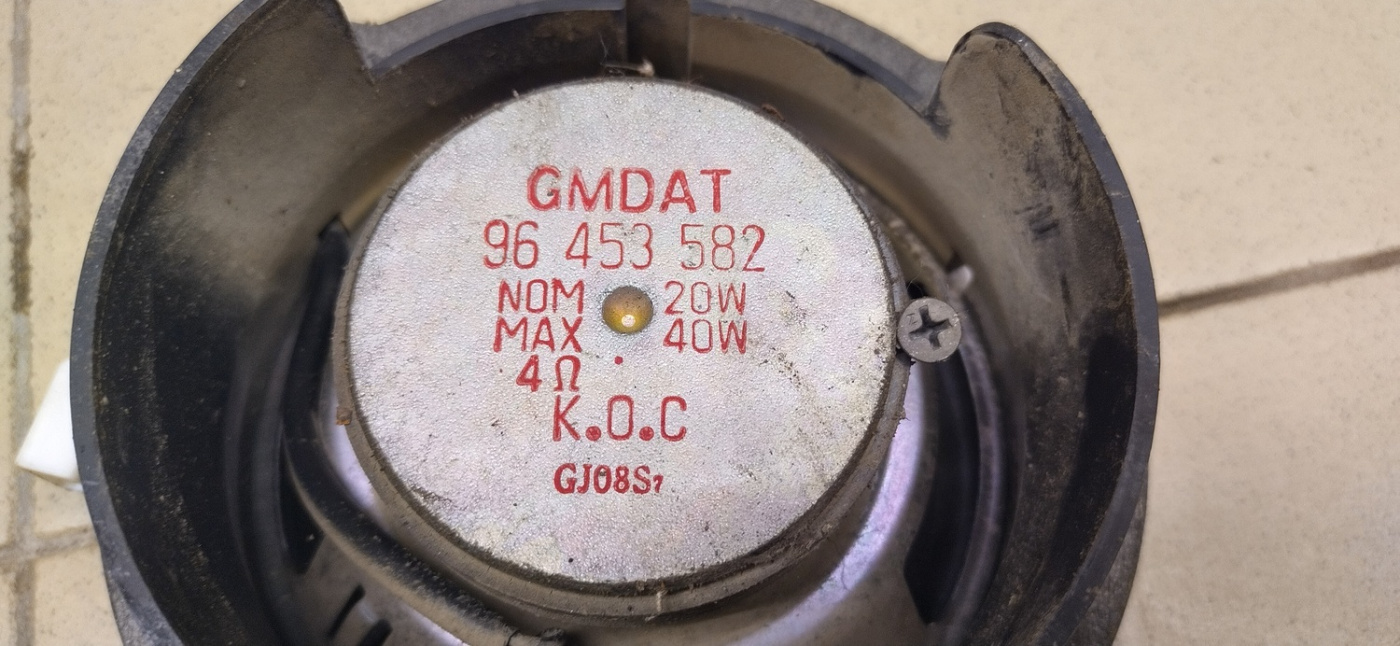 GMDAT
96 453 582
NOM 20W
MAX 40W
4Ω
K.O.C
GJ08S7